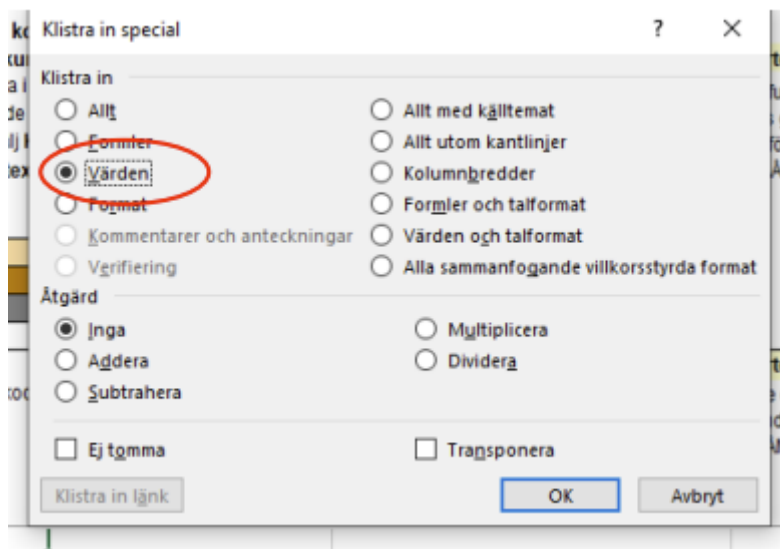 Klistra in special ?
Klistra in
Allt
Formler
Värden
Format
Kommentarer och anteckningar
Verifiering
Allt med källtemat
Allt utom kantlinjer
Kolumnbredder
Formler och talformat
Värden och talformat
Alla sammanfogande villkorsstyrda format
Åtgärd
Inga
Addera
Subtrahera
Multiplicera
Dividera
Ej tomma
Transponera
Klistra in länk
OK
Avbryt